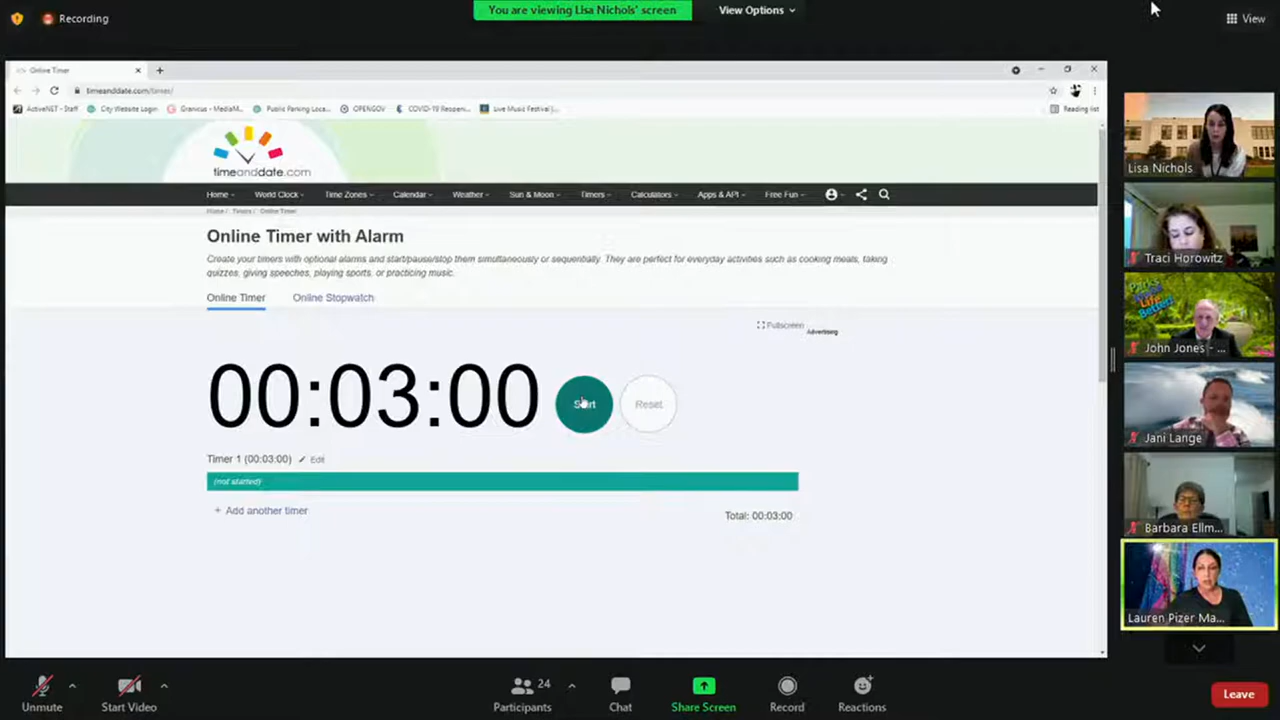 You are viewing Lisa Nichols' screen
View Options
Recording
View
Online Timer
timeanddate.com/timer/
ActiveNET - Staff
City Website Login
Granicus - MediaM...
Public Parking Loca...
OPENGOV
COVID-19 Reopeni...
Live Music Festival |...
Reading list
timeanddate.com
Home
World Clock
Time Zones
Calendar
Weather
Sun & Moon
Timers
Calculators
Apps & API
Free Fun
Home / Timers / Online Timer
Online Timer with Alarm
Create your timers with optional alarms and start/pause/stop them simultaneously or sequentially. They are perfect for everyday activities such as cooking meals, taking
quizzes, giving speeches, playing sports, or practicing music.
Online Timer
Online Stopwatch
Fullscreen
Advertising
00:03:00
Start
Reset
Timer 1 (00:03:00)
Edit
(not started)
+ Add another timer
Total: 00:03:00
Lisa Nichols
Traci Horowitz
Parks
Make
Life
Better!
John Jones - ...
Jani Lange
Barbara Ellm...
Lauren Pizer Ma...
Unmute
Start Video
24
Participants
Chat
Share Screen
Record
Reactions
Leave